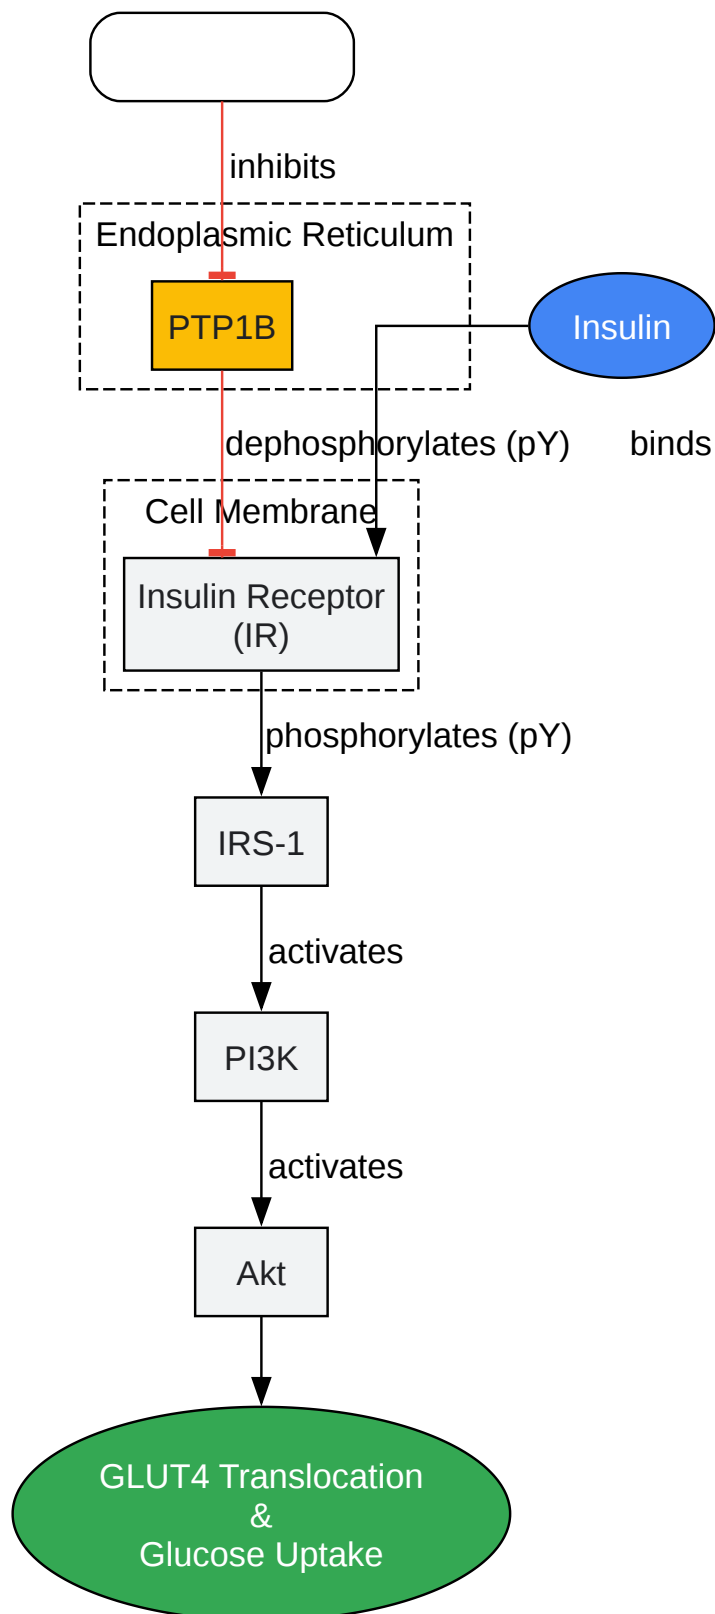 inhibits
Endoplasmic Reticulum
PTP1B
Insulin
dephosphorylates (pY)
binds
Cell Membrane
Insulin Receptor
(IR)
phosphorylates (pY)
IRS-1
activates
PI3K
activates
Akt
GLUT4 Translocation
&
Glucose Uptake